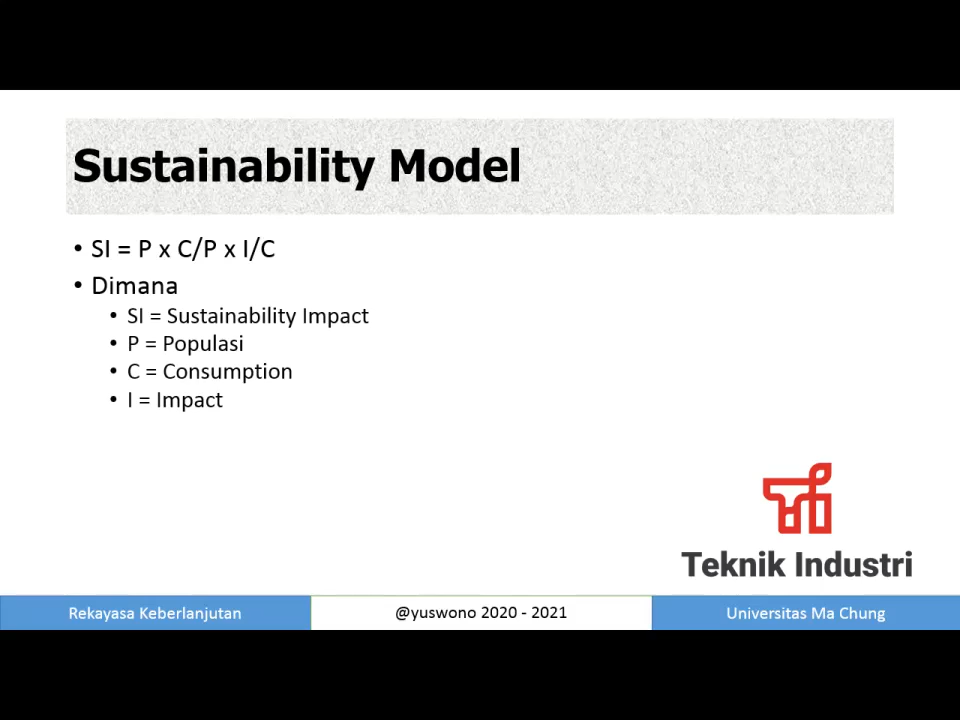 Sustainability Model
• SI = P x C/P x I/C
• Dimana
• SI = Sustainability Impact
• P = Populasi
• C = Consumption
• I = Impact
Teknik Industri
Rekayasa Keberlanjutan
@yuswono 2020 - 2021
Universitas Ma Chung